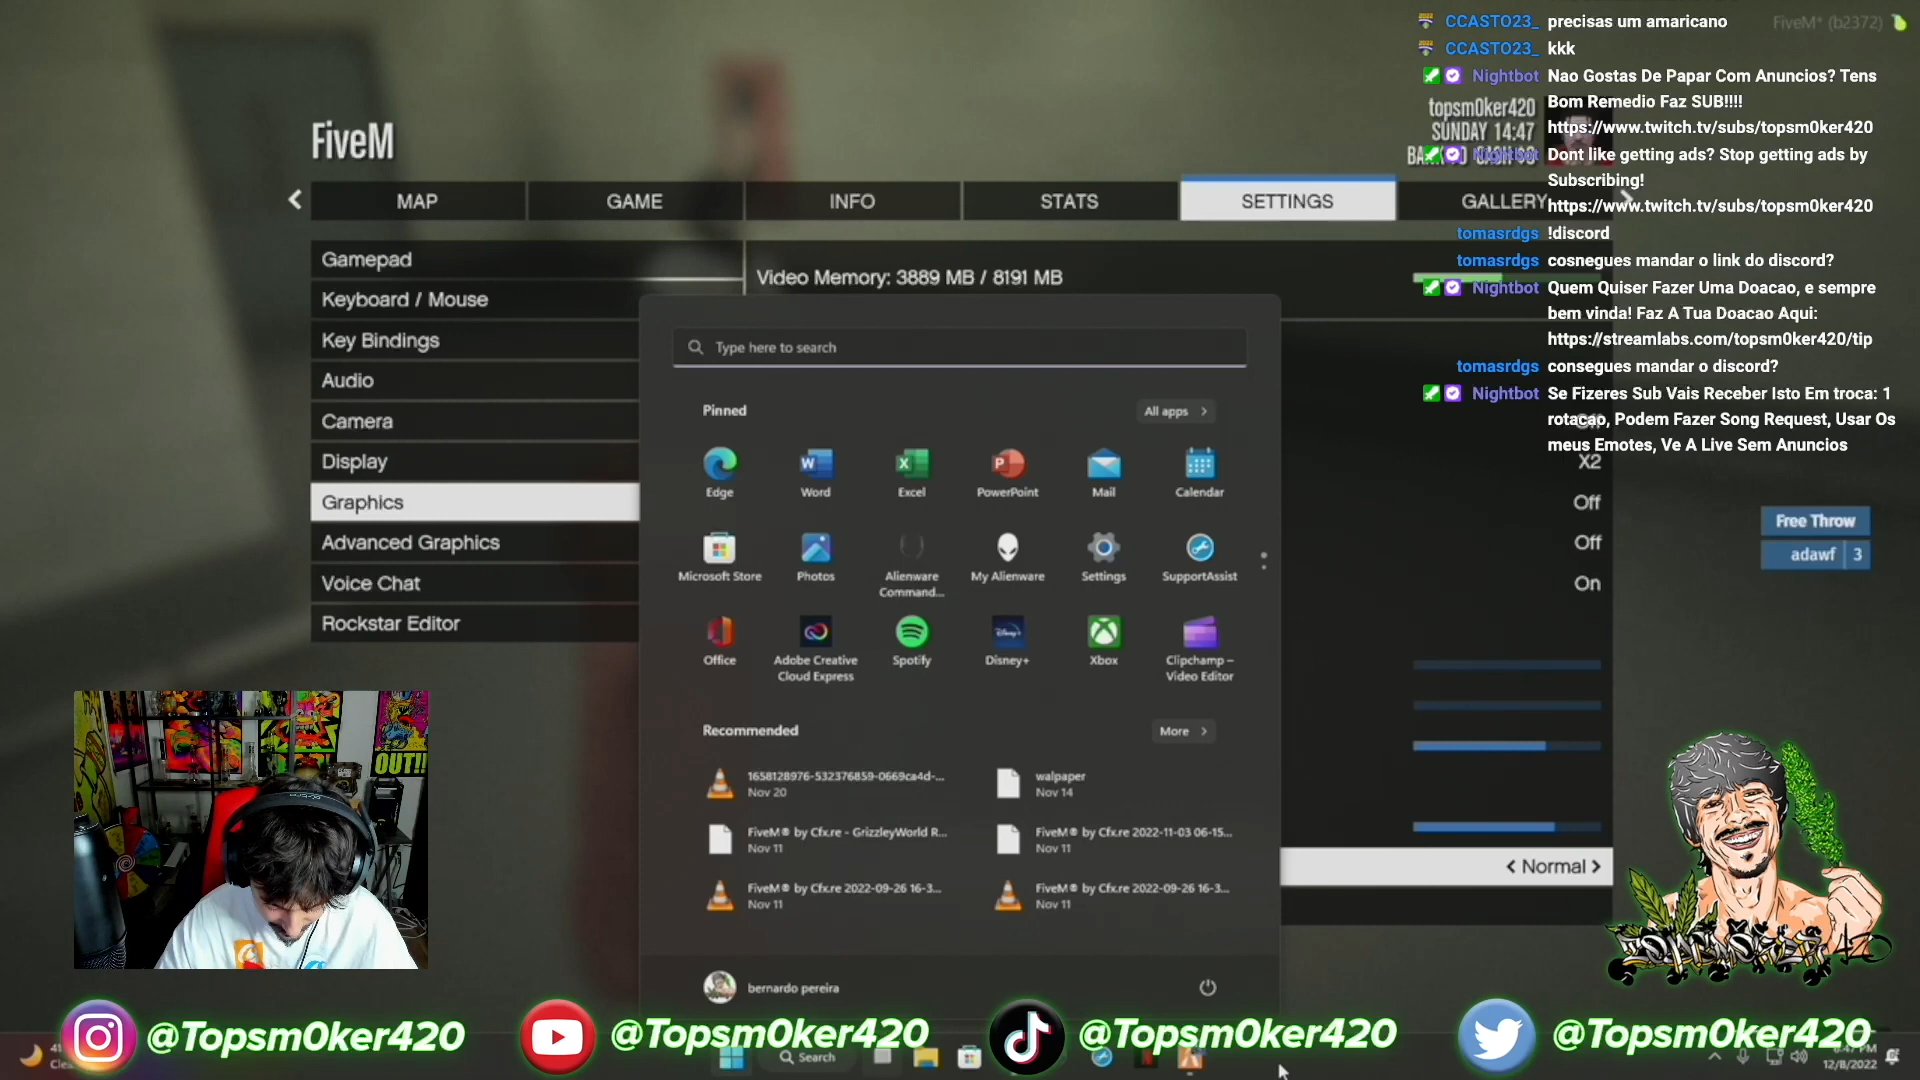 CCASTO23_ precisas um amaricano
FiveM* (b2372)
CCASTO23_ kkk
Nightbot Nao Gostas De Papar Com Anuncios? Tens
Bom Remedio Faz SUB!!!!
https://www.twitch.tv/subs/topsm0ker420
Nightbot Dont like getting ads? Stop getting ads by
Subscribing!
https://www.twitch.tv/subs/topsm0ker420
tomasrdgs !discord
tomasrdgs cosnegues mandar o link do discord?
Nightbot Quem Quiser Fazer Uma Doacao, e sempre
bem vinda! Faz A Tua Doacao Aqui:
https://streamlabs.com/topsm0ker420/tip
tomasrdgs consegues mandar o discord?
Nightbot Se Fizeres Sub Vais Receber Isto Em troca: 1
rotacao, Podem Fazer Song Request, Usar Os
meus Emotes, Ve A Live Sem Anuncios
topsm0ker420
SUNDAY 14:47
FiveM
MAP GAME INFO STATS SETTINGS GALLERY
Gamepad
Keyboard / Mouse
Key Bindings
Audio
Camera
Display
Graphics
Advanced Graphics
Voice Chat
Rockstar Editor
Video Memory: 3889 MB / 8191 MB
Off
X2
Off
Off
On
< Normal >
Type here to search
Pinned All apps >
Edge Word Excel PowerPoint Mail Calendar
Microsoft Store Photos Alienware Command... My Alienware Settings SupportAssist
Office Adobe Creative Cloud Express Spotify Disney+ Xbox Clipchamp – Video Editor
Recommended More >
1658128976-532376859-0669ca4d-...
Nov 20
walpaper
Nov 14
FiveM® by Cfx.re - GrizzleyWorld R...
Nov 11
FiveM® by Cfx.re 2022-11-03 06-15...
Nov 11
FiveM® by Cfx.re 2022-09-26 16-3...
Nov 11
FiveM® by Cfx.re 2022-09-26 16-3...
Nov 11
bernardo pereira
Free Throw
adawf 3
OUT!!
@Topsm0ker420 @Topsm0ker420 @Topsm0ker420 @Topsm0ker420
Search
12/8/2022